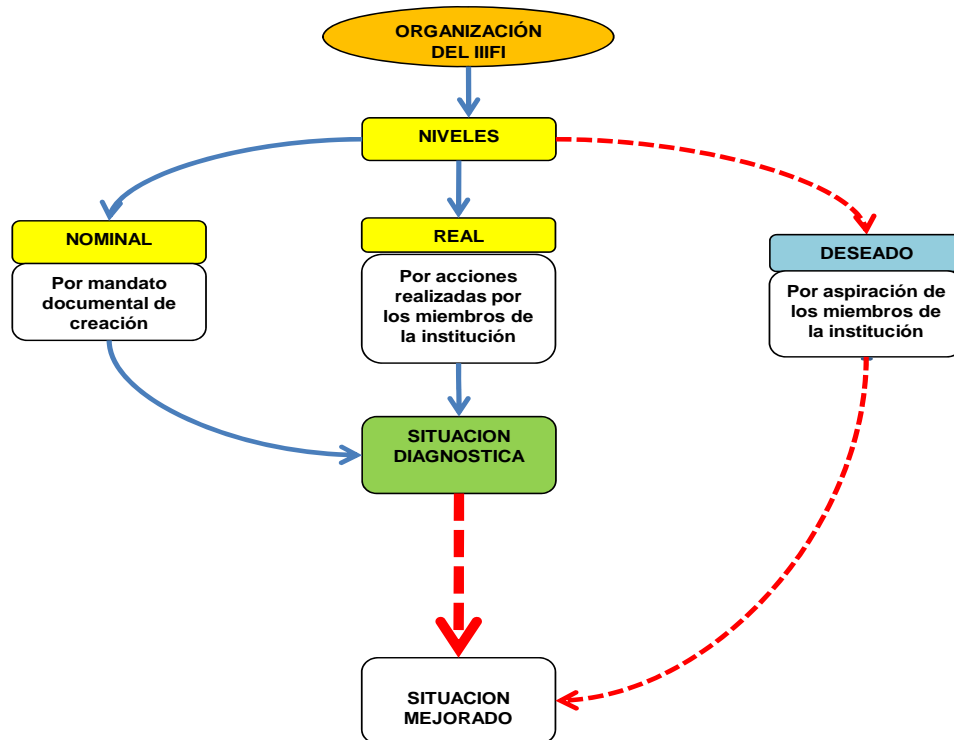 ORGANIZACIÓN
DEL IIIFI
NIVELES
NOMINAL
Por mandato
documental de
creación
REAL
Por acciones
realizadas por
los miembros de
la institución
DESEADO
Por aspiración de
los miembros de
la institución
SITUACION
DIAGNOSTICA
SITUACION
MEJORADO